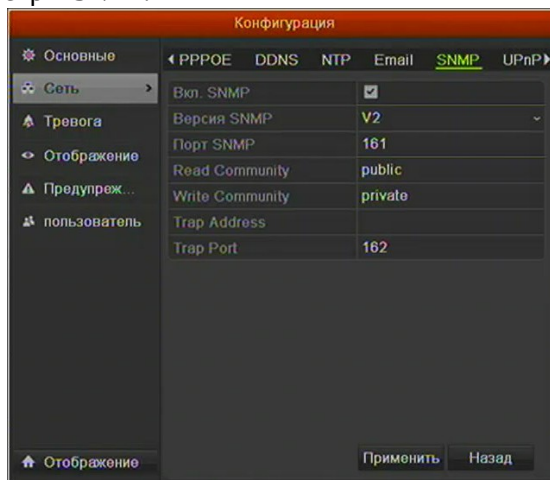 Конфигурация
Основные
Сеть
Тревога
Отображение
Предупреж...
пользователь
Отображение
PPPOE DDNS NTP Email SNMP UPnP
Вкл. SNMP
Версия SNMP V2
Порт SNMP 161
Read Community public
Write Community private
Trap Address
Trap Port 162
Применить Назад